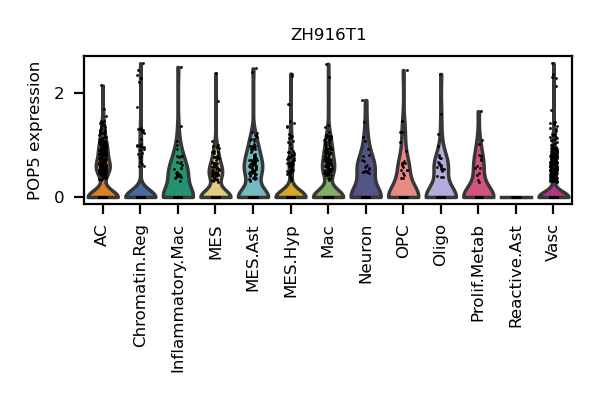 ZH916T1
POP5 expression
2
0
AC
Chromatin.Reg
Inflammatory.Mac
MES
MES.Ast
MES.Hyp
Mac
Neuron
OPC
Oligo
Prolif.Metab
Reactive.Ast
Vasc